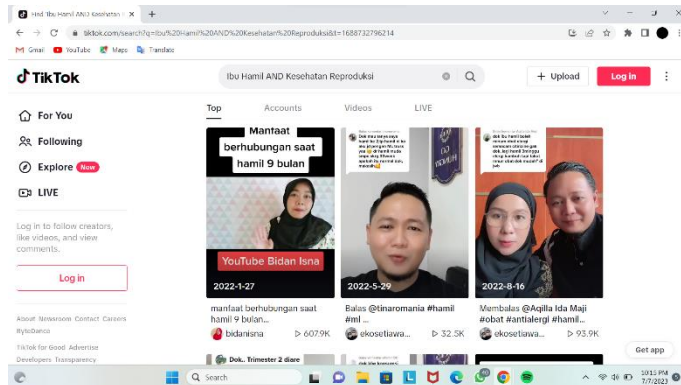 Find 'Ibu Hamil AND Kesehatan
tiktok.com/search?q=Ibu%20Hamil%20AND%20Kesehatan%20Reproduksi&t=1688732796214
Gmail YouTube Maps Translate
TikTok
Ibu Hamil AND Kesehatan Reproduksi
+ Upload
Log in
For You
Following
Explore New
LIVE
Log in to follow creators,
like videos, and view
comments.
Log in
About Newsroom Contact Careers
ByteDance
TikTok for Good Advertise
Developers Transparency
Top Accounts Videos LIVE
Manfaat
berhubungan saat
hamil 9 bulan
YouTube Bidan Isna
2022-1-27
manfaat berhubungan saat
hamil 9 bulan...
bidanisna 607.9K
2022-5-29
Balas @tinaromania #hamil
#ml ...
ekosetiawa... 32.5K
2022-8-16
Membalas @Aqilla Ida Maji
#obat #antialergi #hamil...
ekosetiawa... 93.9K
Dok.. Trimester 2 diare
Get app
Search
10:15 PM
7/7/2023